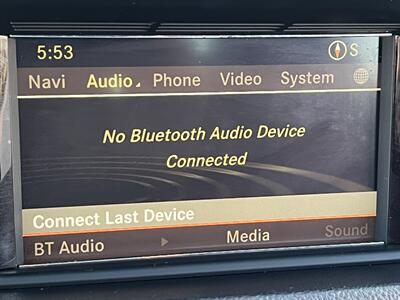 5:53 S
Navi Audio Phone Video System
No Bluetooth Audio Device
Connected
Connect Last Device
BT Audio Media Sound